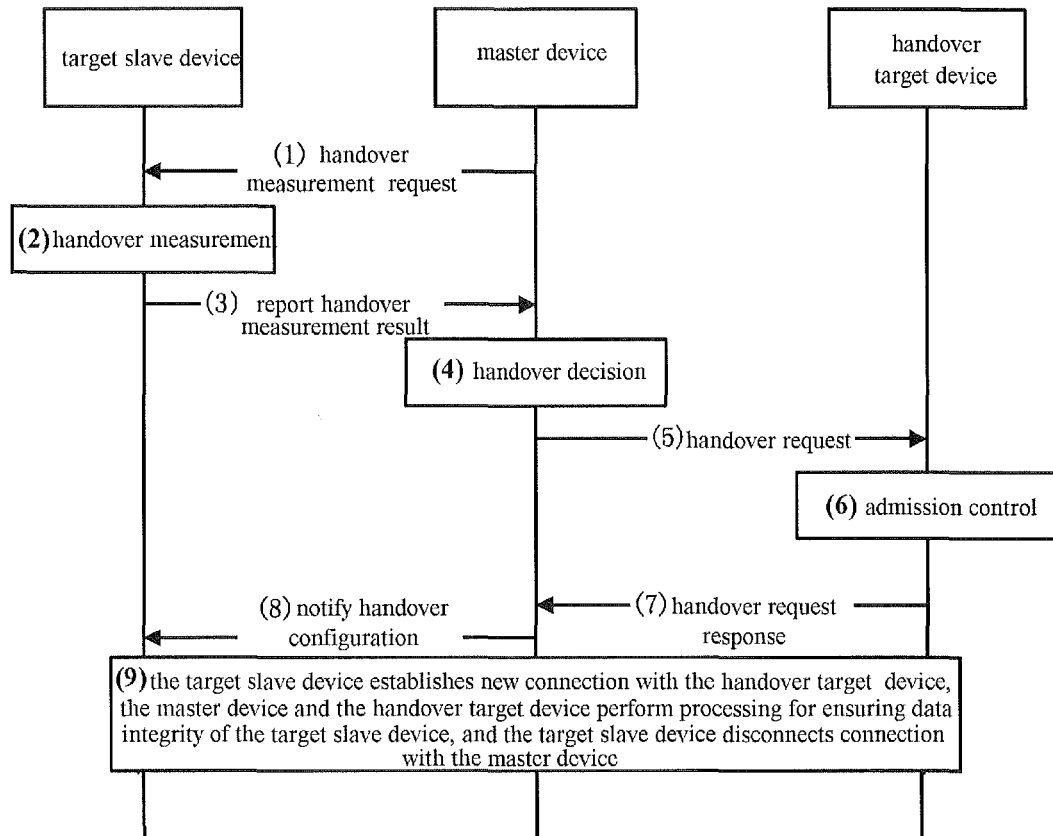 target slave device
master device
handover
target device
(1) handover
measurement request
(2) handover measurement
(3) report handover
measurement result
(4) handover decision
(5) handover request
(6) admission control
(7) handover request
response
(8) notify handover
configuration
(9) the target slave device establishes new connection with the handover target device,
the master device and the handover target device perform processing for ensuring data
integrity of the target slave device, and the target slave device disconnects connection
with the master device